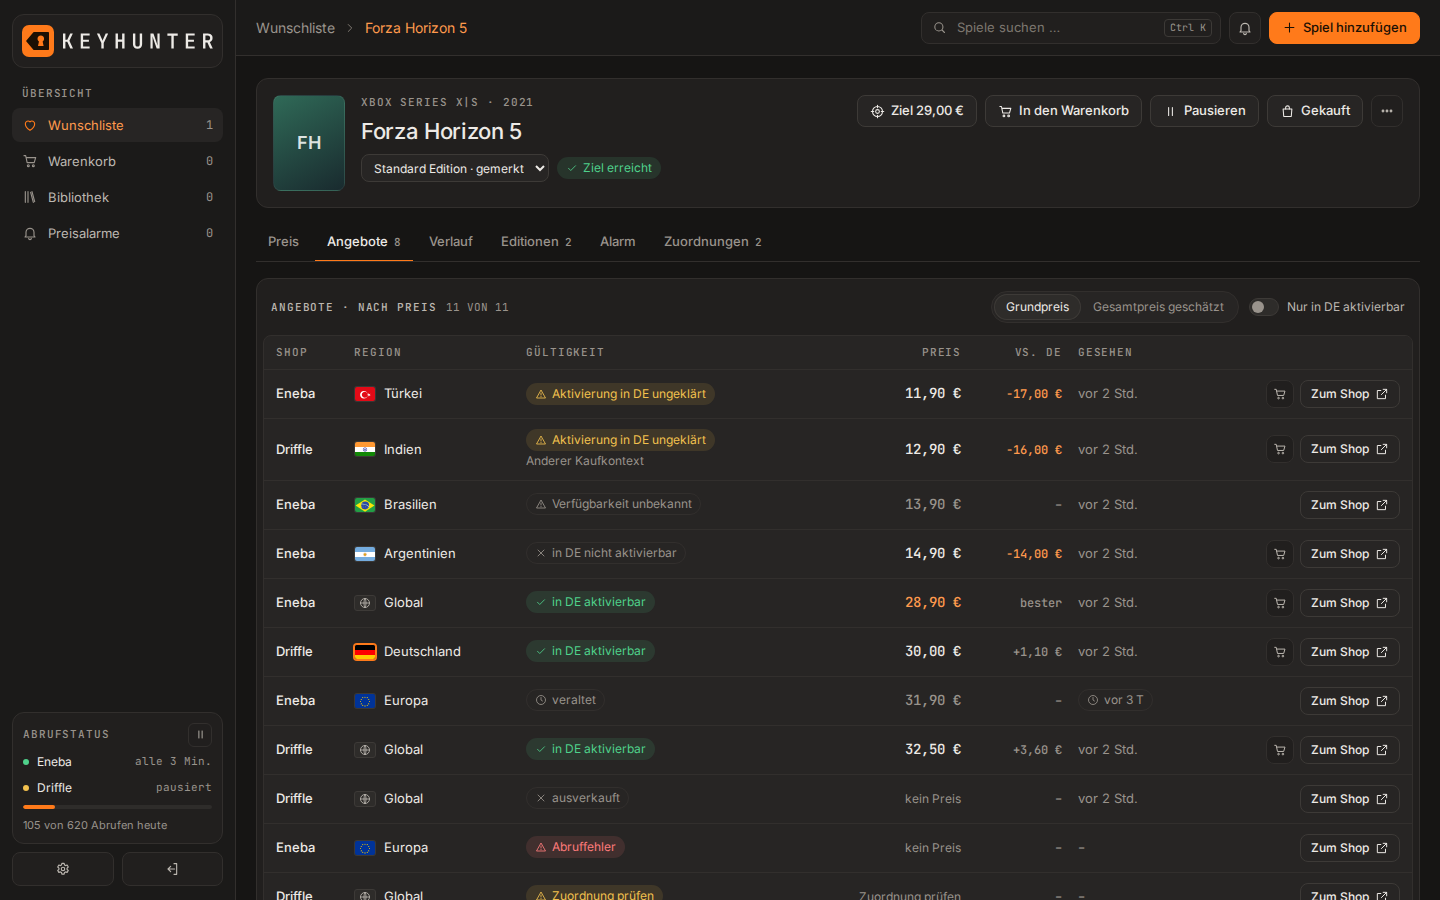 KEYHUNTER
Wunschliste > Forza Horizon 5
Spiele suchen ...
Ctrl K
Spiel hinzufügen
ÜBERSICHT
Wunschliste 1
Warenkorb 0
Bibliothek 0
Preisalarme 0
FH
XBOX SERIES X|S · 2021
Forza Horizon 5
Standard Edition · gemerkt
Ziel erreicht
Ziel 29,00 €
In den Warenkorb
Pausieren
Gekauft
Preis
Angebote 8
Verlauf
Editionen 2
Alarm
Zuordnungen 2
ANGEBOTE · NACH PREIS 11 VON 11
Grundpreis
Gesamtpreis geschätzt
Nur in DE aktivierbar
SHOP REGION GÜLTIGKEIT PREIS VS. DE GESEHEN
Eneba Türkei Aktivierung in DE ungeklärt 11,90 € -17,00 € vor 2 Std. Zum Shop
Driffle Indien Aktivierung in DE ungeklärt 12,90 € -16,00 € vor 2 Std. Zum Shop
Anderer Kaufkontext
Eneba Brasilien Verfügbarkeit unbekannt 13,90 € – vor 2 Std. Zum Shop
Eneba Argentinien in DE nicht aktivierbar 14,90 € -14,00 € vor 2 Std. Zum Shop
Eneba Global in DE aktivierbar 28,90 € bester vor 2 Std. Zum Shop
Driffle Deutschland in DE aktivierbar 30,00 € +1,10 € vor 2 Std. Zum Shop
Eneba Europa veraltet 31,90 € – vor 3 T Zum Shop
Driffle Global in DE aktivierbar 32,50 € +3,60 € vor 2 Std. Zum Shop
Driffle Global ausverkauft kein Preis – vor 2 Std. Zum Shop
Eneba Europa Abruffehler kein Preis – – Zum Shop
Driffle Global Zuordnung prüfen Zuordnung prüfen – – Zum Shop
ABRUFSTATUS
Eneba alle 3 Min.
Driffle pausiert
105 von 620 Abrufen heute